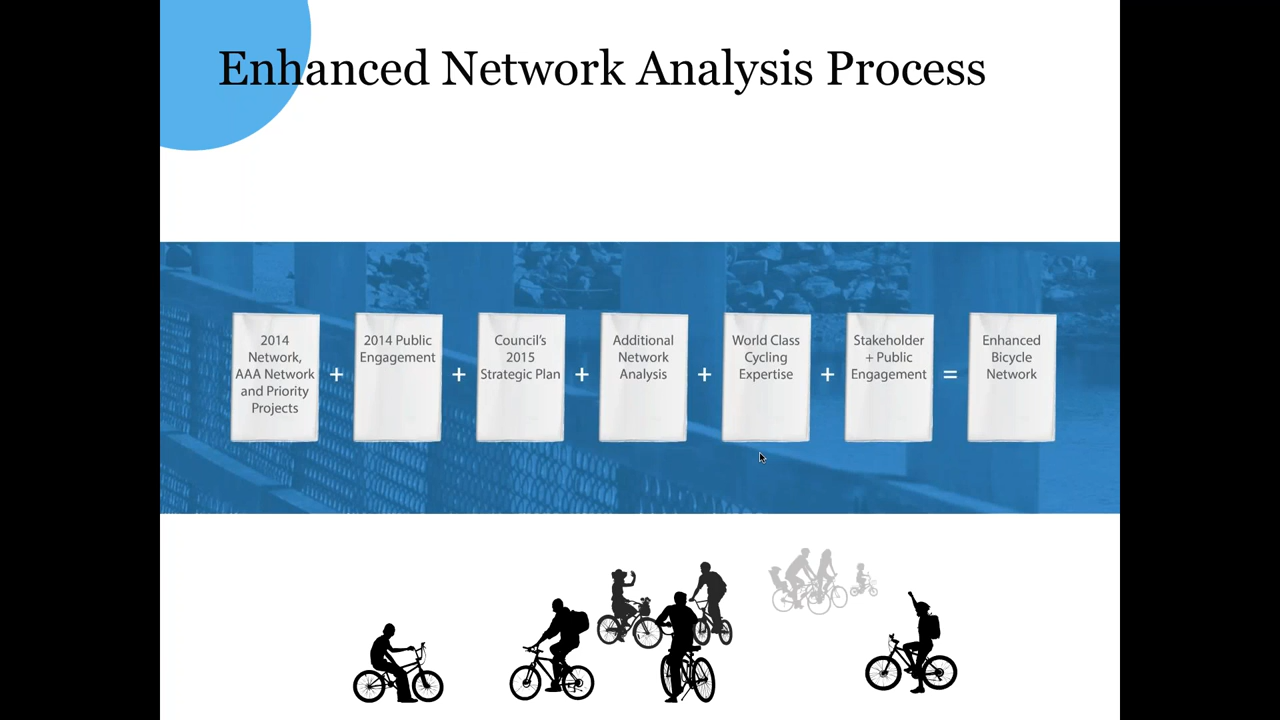 Enhanced Network Analysis Process
2014
Network,
AAA Network
and Priority
Projects
+
2014 Public
Engagement
+
Council's
2015
Strategic Plan
+
Additional
Network
Analysis
+
World Class
Cycling
Expertise
+
Stakeholder
+ Public
Engagement
=
Enhanced
Bicycle
Network